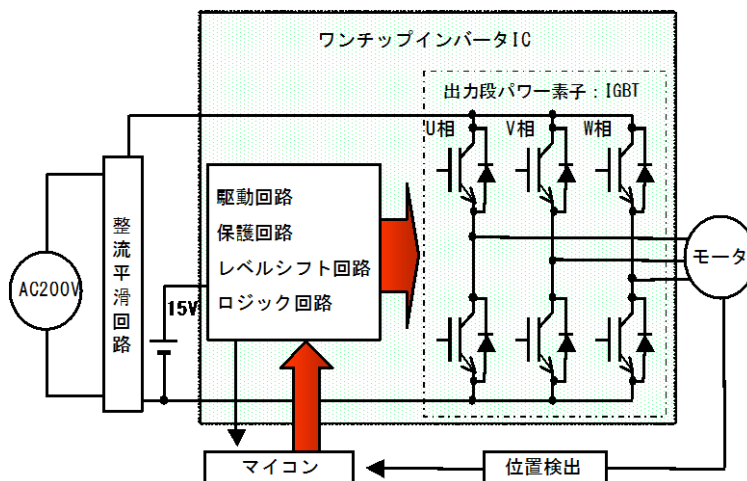 ワンチップインバータIC
出力段パワー素子：IGBT
U相 V相 W相
駆動回路
保護回路
レベルシフト回路
ロジック回路
整流平滑回路
AC200V
15V
モータ
マイコン
位置検出